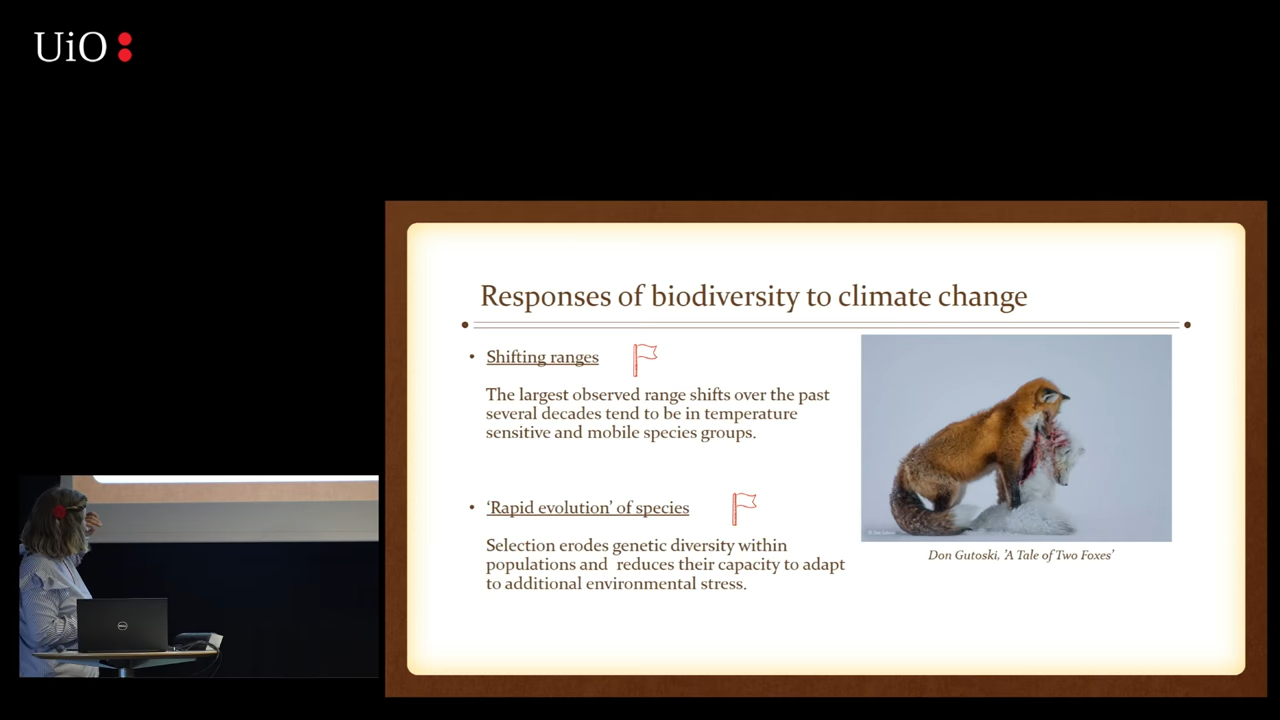 UiO
Responses of biodiversity to climate change
• Shifting ranges
The largest observed range shifts over the past
several decades tend to be in temperature
sensitive and mobile species groups.
• ‘Rapid evolution’ of species
Selection erodes genetic diversity within
populations and reduces their capacity to adapt
to additional environmental stress.
Don Gutoski, ’A Tale of Two Foxes’
DELL